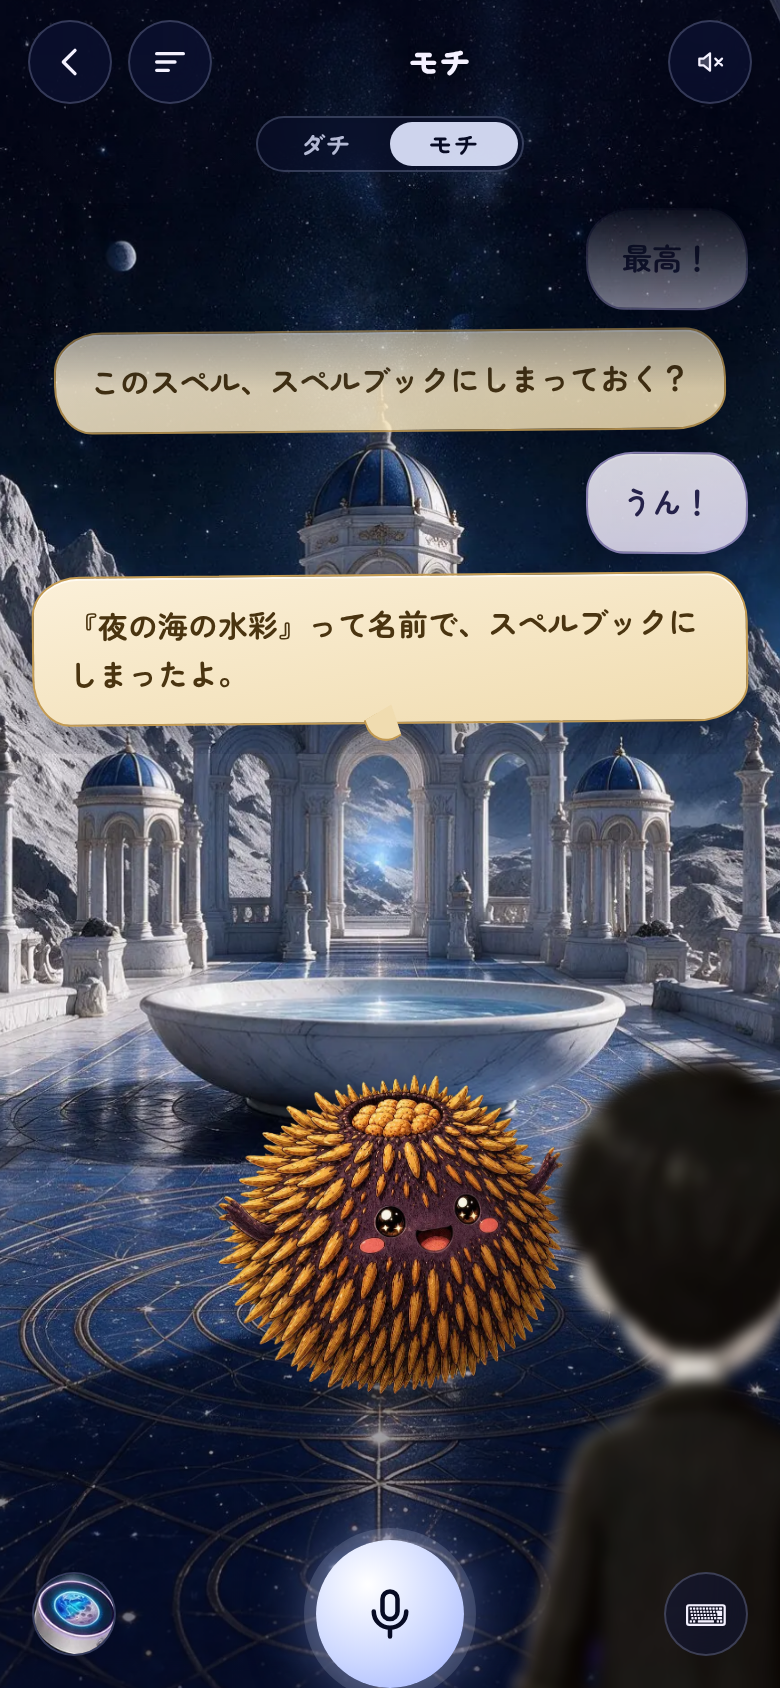 モチ
ダチ
モチ
最高！
このスペル、スペルブックにしまっておく？
うん！
『夜の海の水彩』って名前で、スペルブックに
しまったよ。